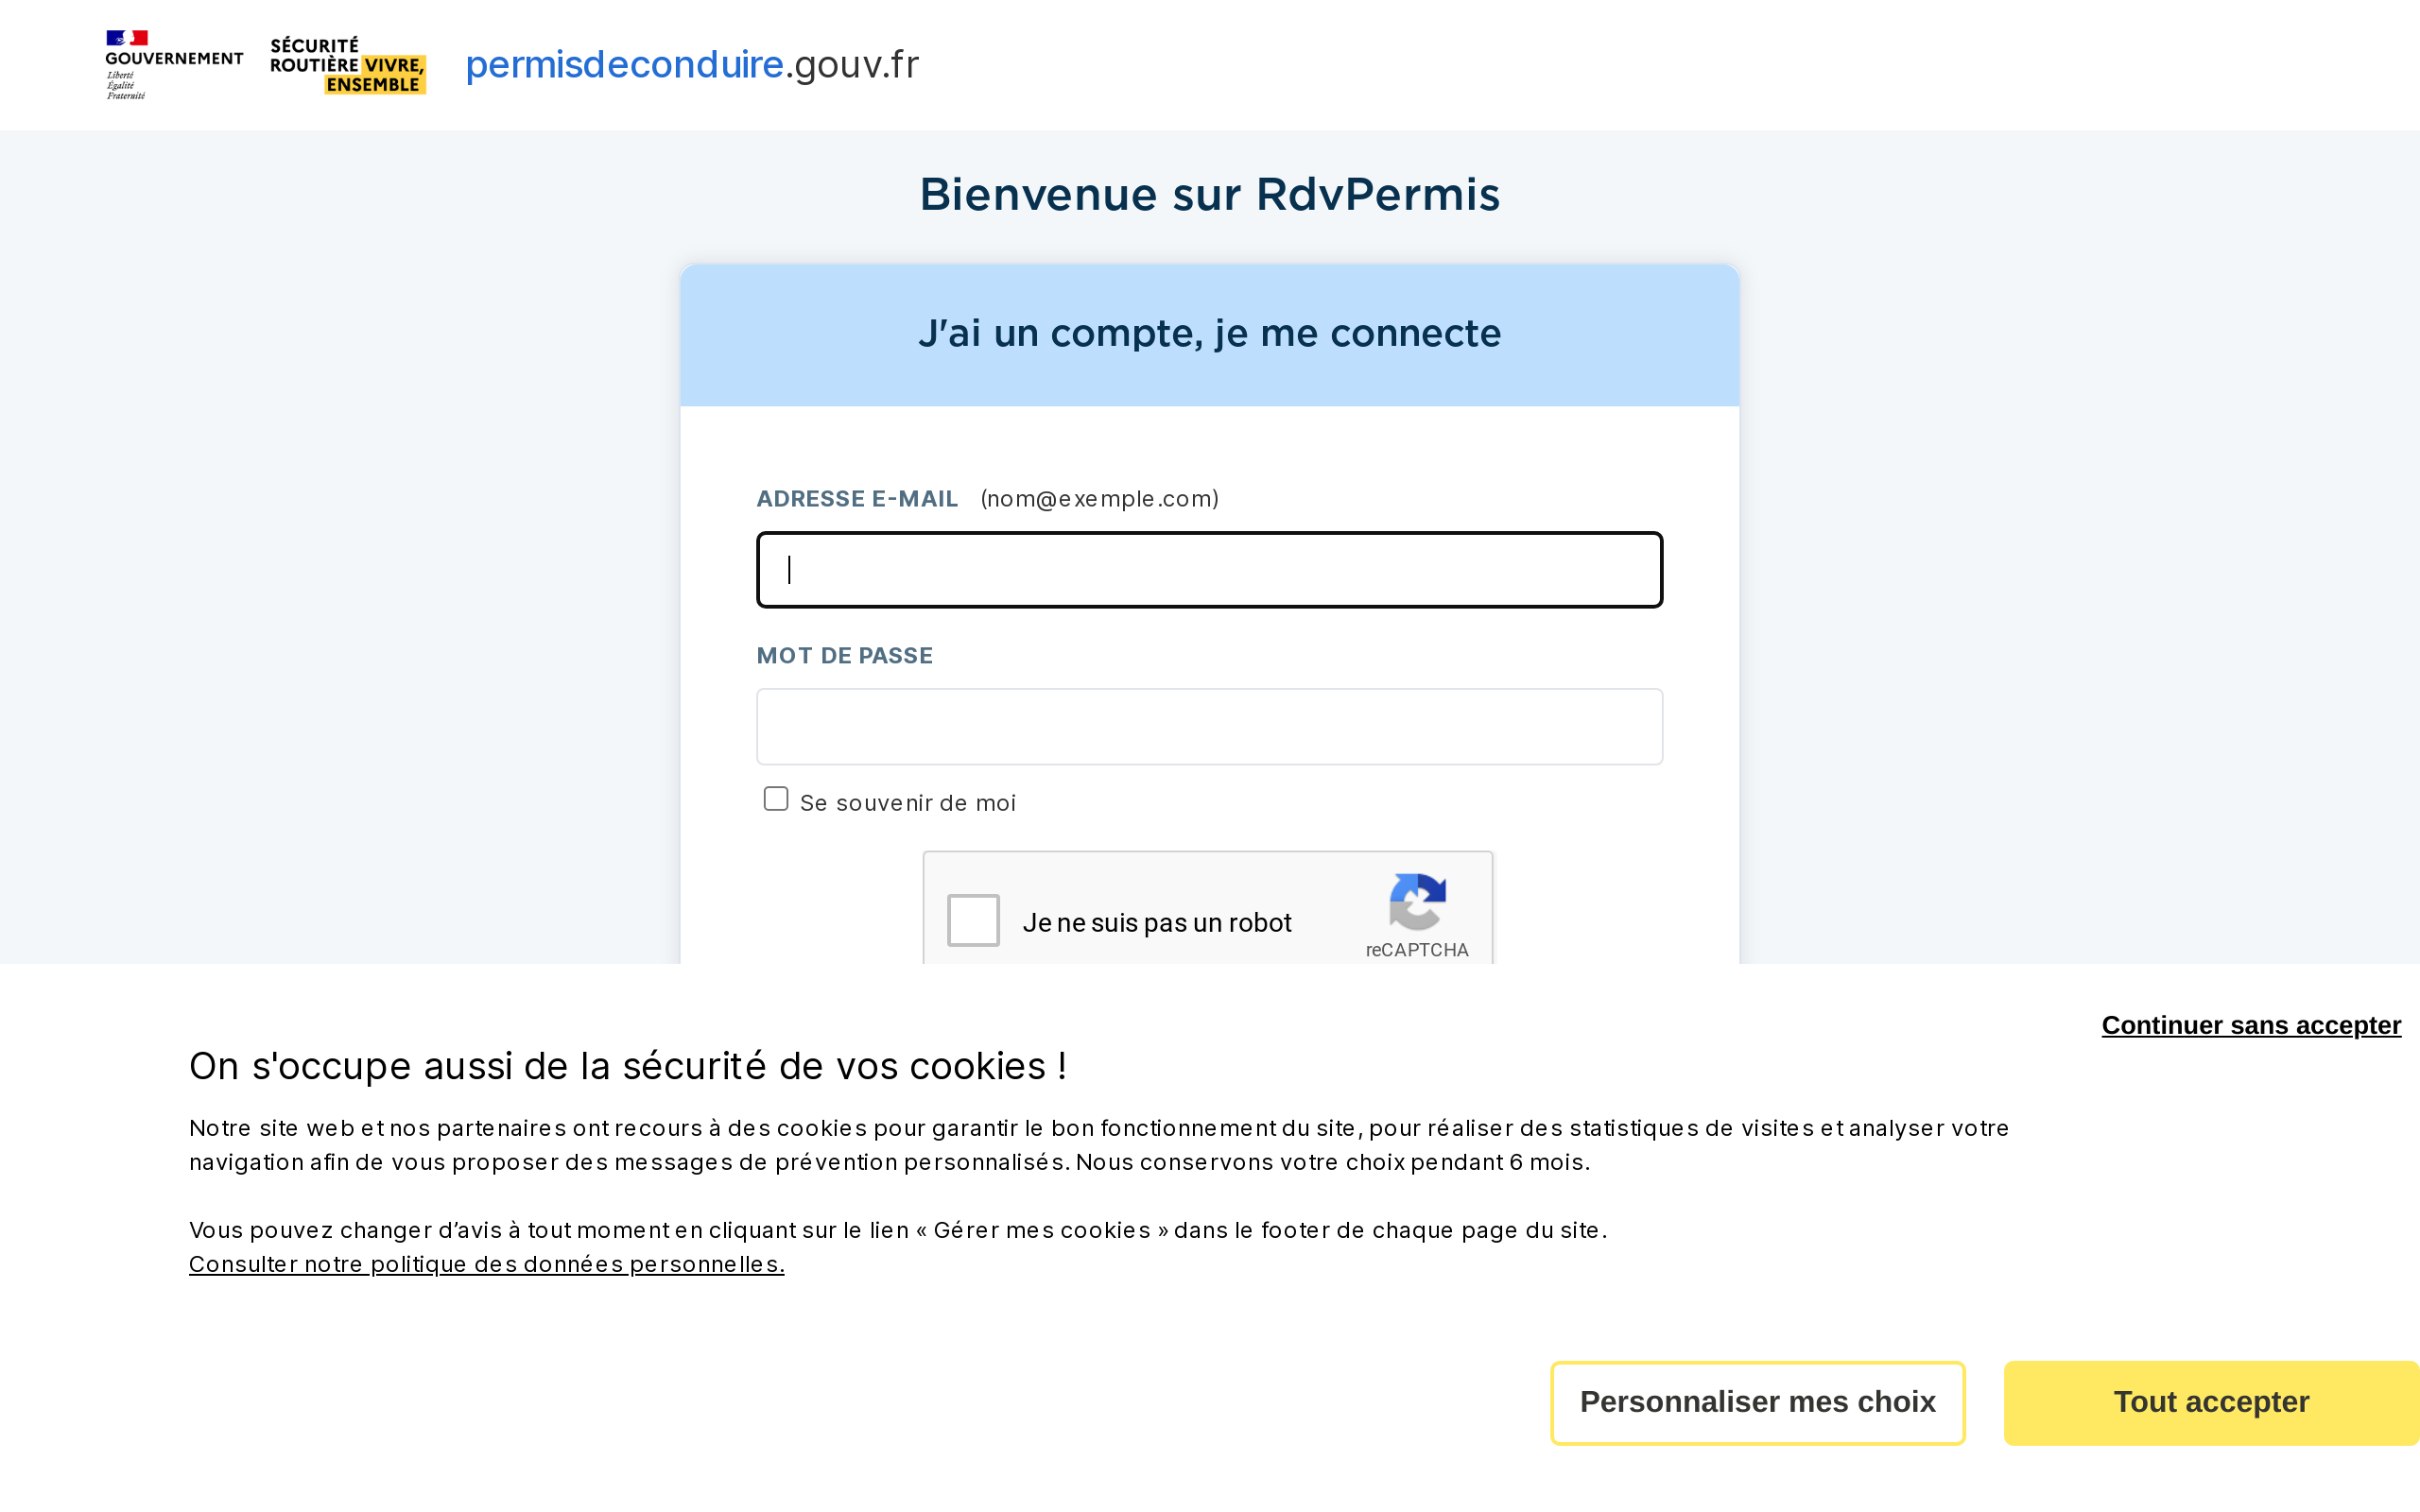 GOUVERNEMENT
Liberté
Égalité
Fraternité
SÉCURITÉ
ROUTIÈRE VIVRE,
ENSEMBLE
permisdeconduire.gouv.fr
Bienvenue sur RdvPermis
J'ai un compte, je me connecte
ADRESSE E-MAIL (nom@exemple.com)
MOT DE PASSE
Se souvenir de moi
Je ne suis pas un robot
reCAPTCHA
Continuer sans accepter
On s'occupe aussi de la sécurité de vos cookies !
Notre site web et nos partenaires ont recours à des cookies pour garantir le bon fonctionnement du site, pour réaliser des statistiques de visites et analyser votre
navigation afin de vous proposer des messages de prévention personnalisés. Nous conservons votre choix pendant 6 mois.
Vous pouvez changer d’avis à tout moment en cliquant sur le lien « Gérer mes cookies » dans le footer de chaque page du site.
Consulter notre politique des données personnelles.
Personnaliser mes choix
Tout accepter